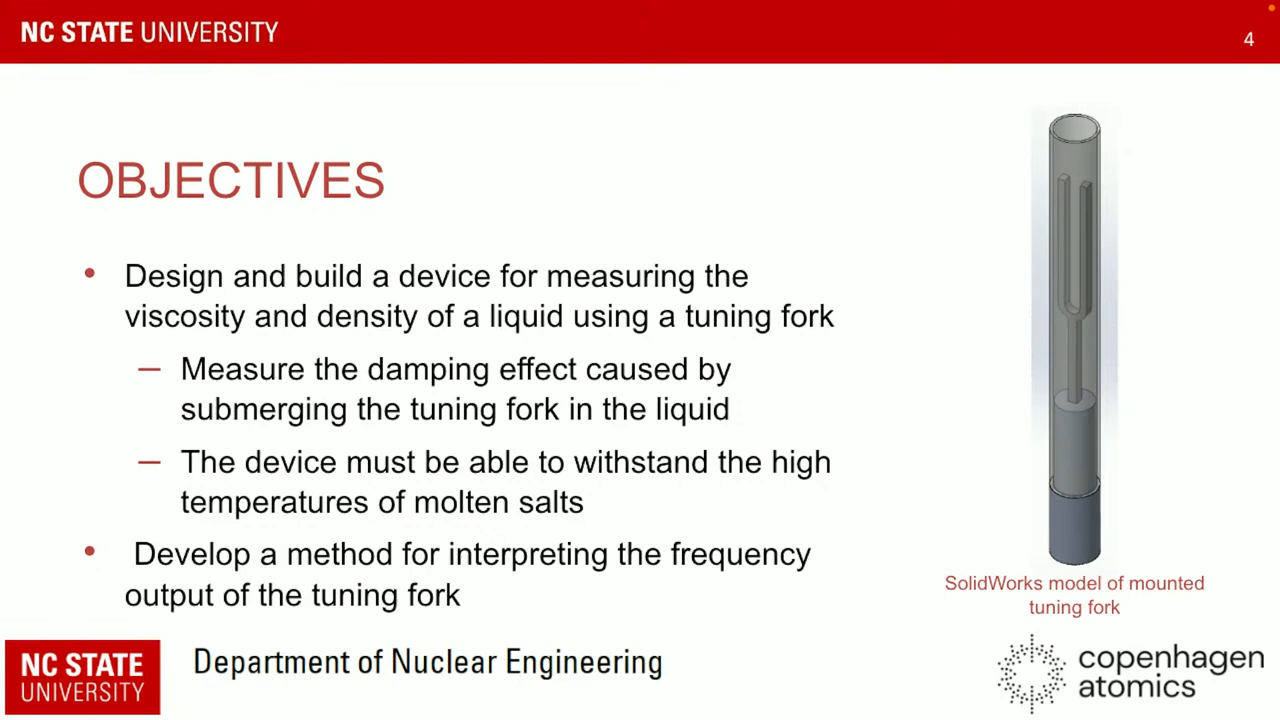 NC STATE UNIVERSITY
4
OBJECTIVES
• Design and build a device for measuring the
viscosity and density of a liquid using a tuning fork
– Measure the damping effect caused by
submerging the tuning fork in the liquid
– The device must be able to withstand the high
temperatures of molten salts
• Develop a method for interpreting the frequency
output of the tuning fork
SolidWorks model of mounted
tuning fork
NC STATE
UNIVERSITY
Department of Nuclear Engineering
copenhagen
atomics